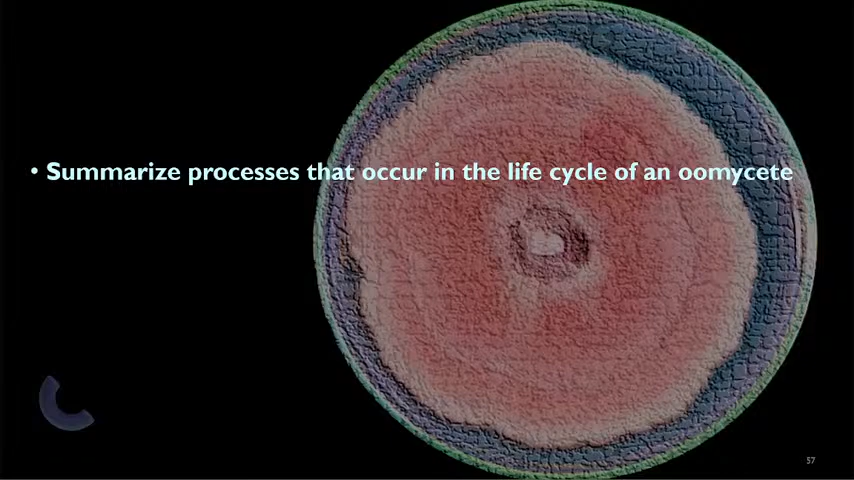 • Summarize processes that occur in the life cycle of an oomycete
57